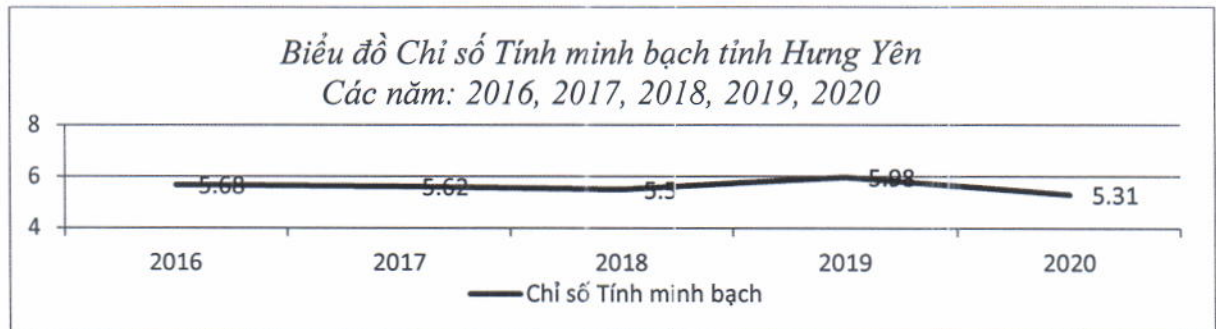 Biểu đồ Chỉ số Tính minh bạch tỉnh Hưng Yên
Các năm: 2016, 2017, 2018, 2019, 2020
8
6
4
5.68
5.62
5.5
5.98
5.31
2016 2017 2018 2019 2020
Chỉ số Tính minh bạch